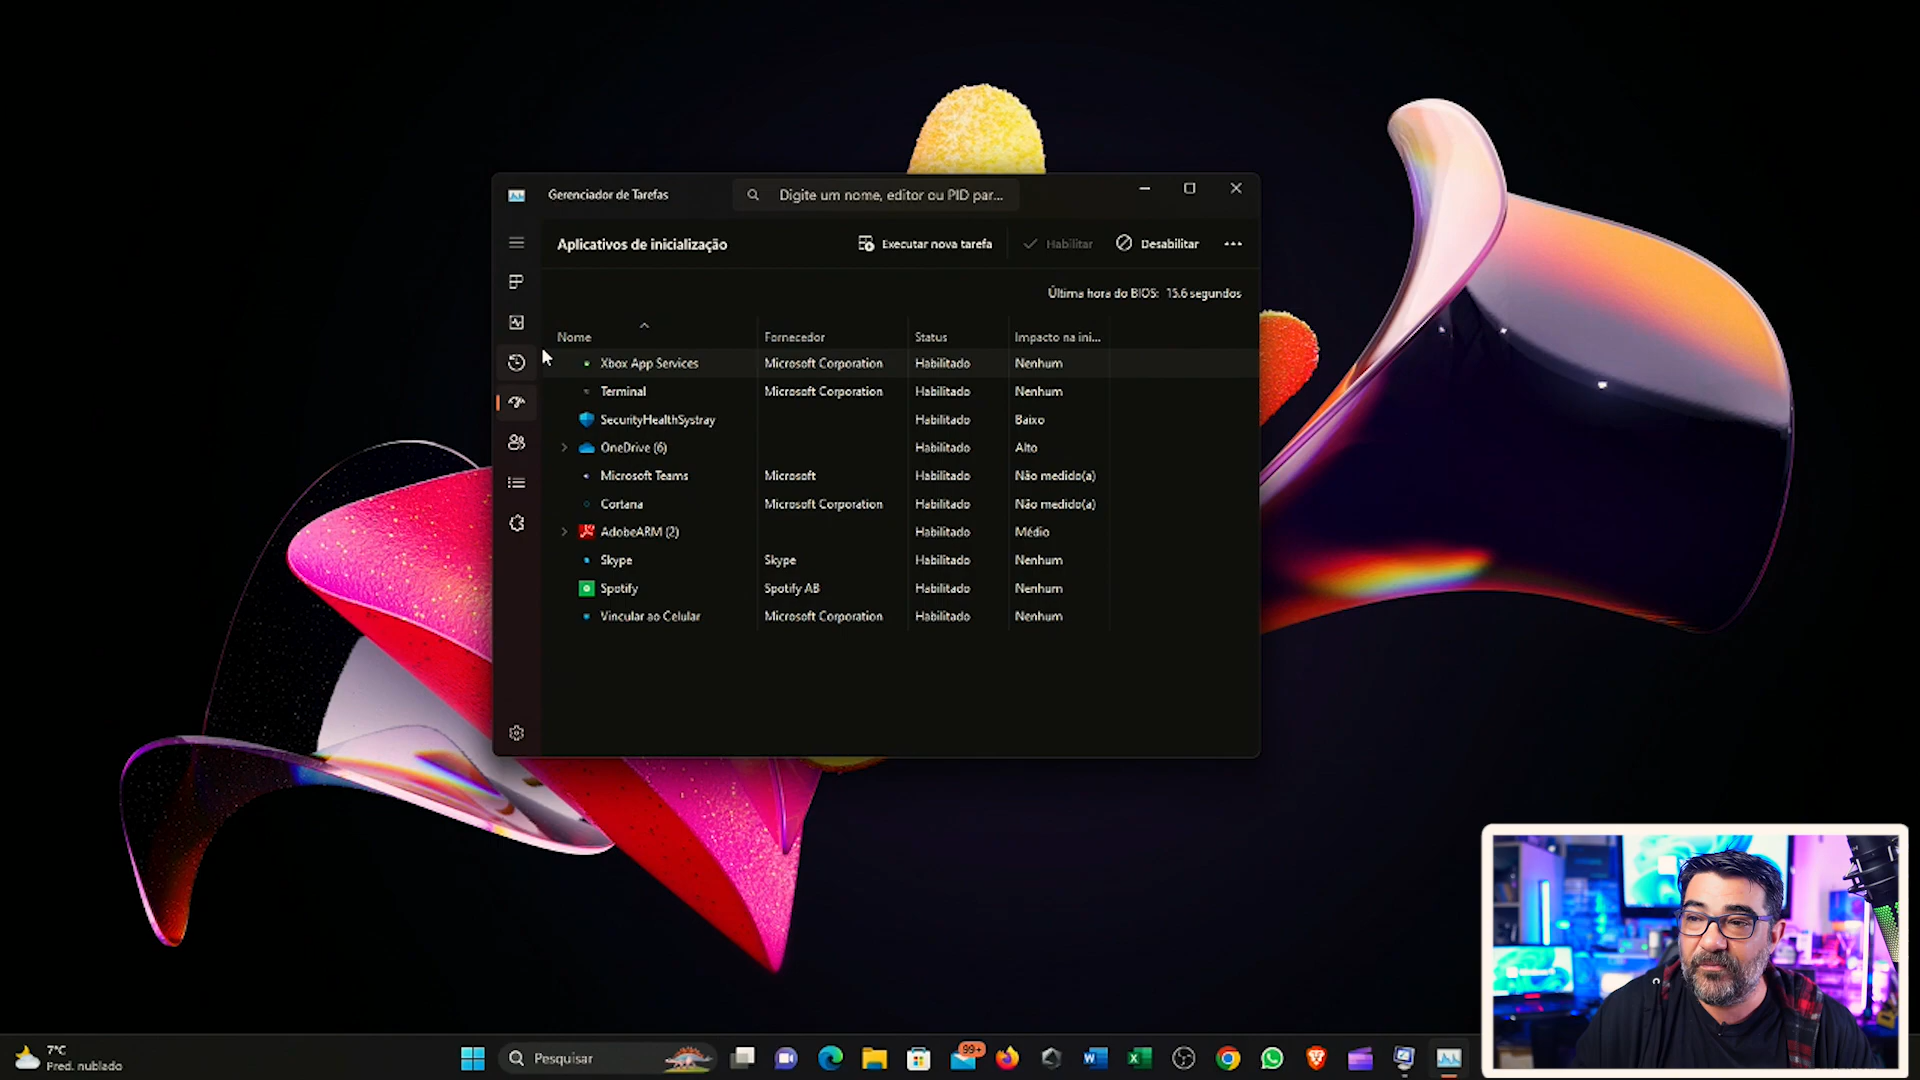 Gerenciador de Tarefas
Digite um nome, editor ou PID par...
Aplicativos de inicialização
Executar nova tarefa
Habilitar
Desabilitar
Última hora do BIOS: 15.6 segundos
Nome Fornecedor Status Impacto na ini...
Xbox App Services Microsoft Corporation Habilitado Nenhum
Terminal Microsoft Corporation Habilitado Nenhum
SecurityHealthSystray Habilitado Baixo
OneDrive (6) Habilitado Alto
Microsoft Teams Microsoft Habilitado Não medido(a)
Cortana Microsoft Corporation Habilitado Não medido(a)
AdobeARM (2) Habilitado Médio
Skype Skype Habilitado Nenhum
Spotify Spotify AB Habilitado Nenhum
Vincular ao Celular Microsoft Corporation Habilitado Nenhum
7°C
Pred. nublado
Pesquisar
99+